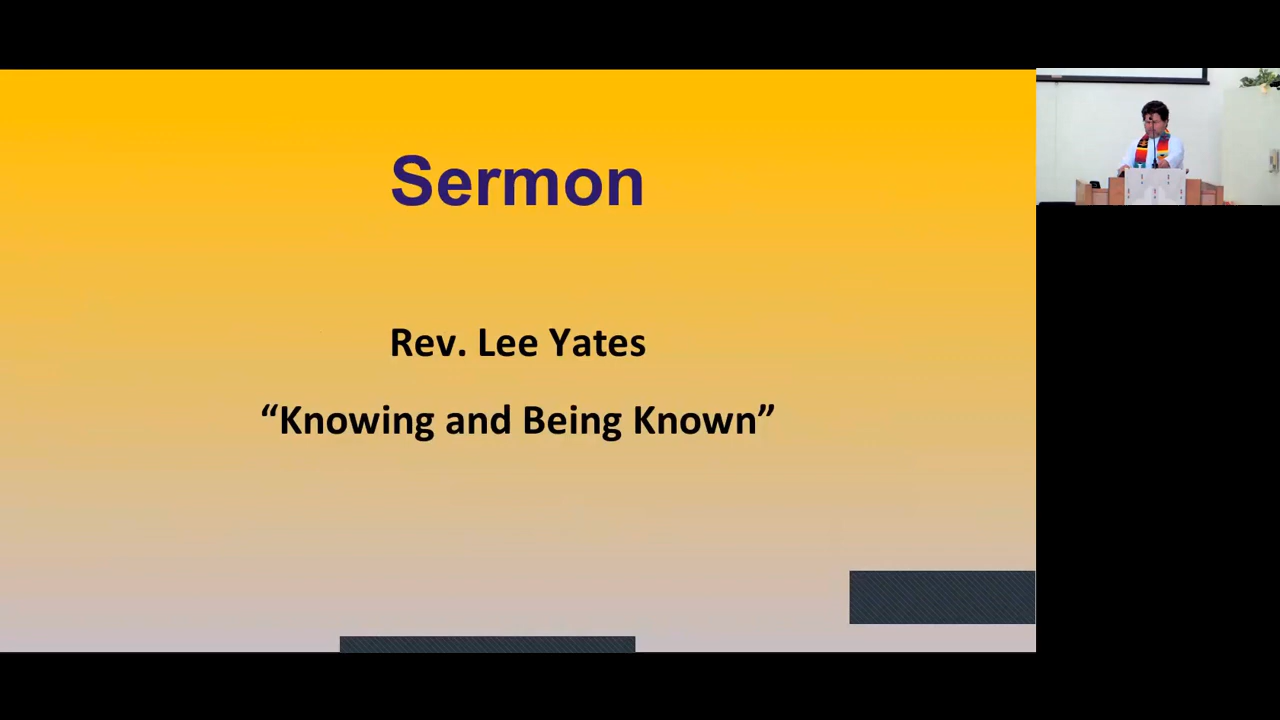 Sermon
Rev. Lee Yates
“Knowing and Being Known”